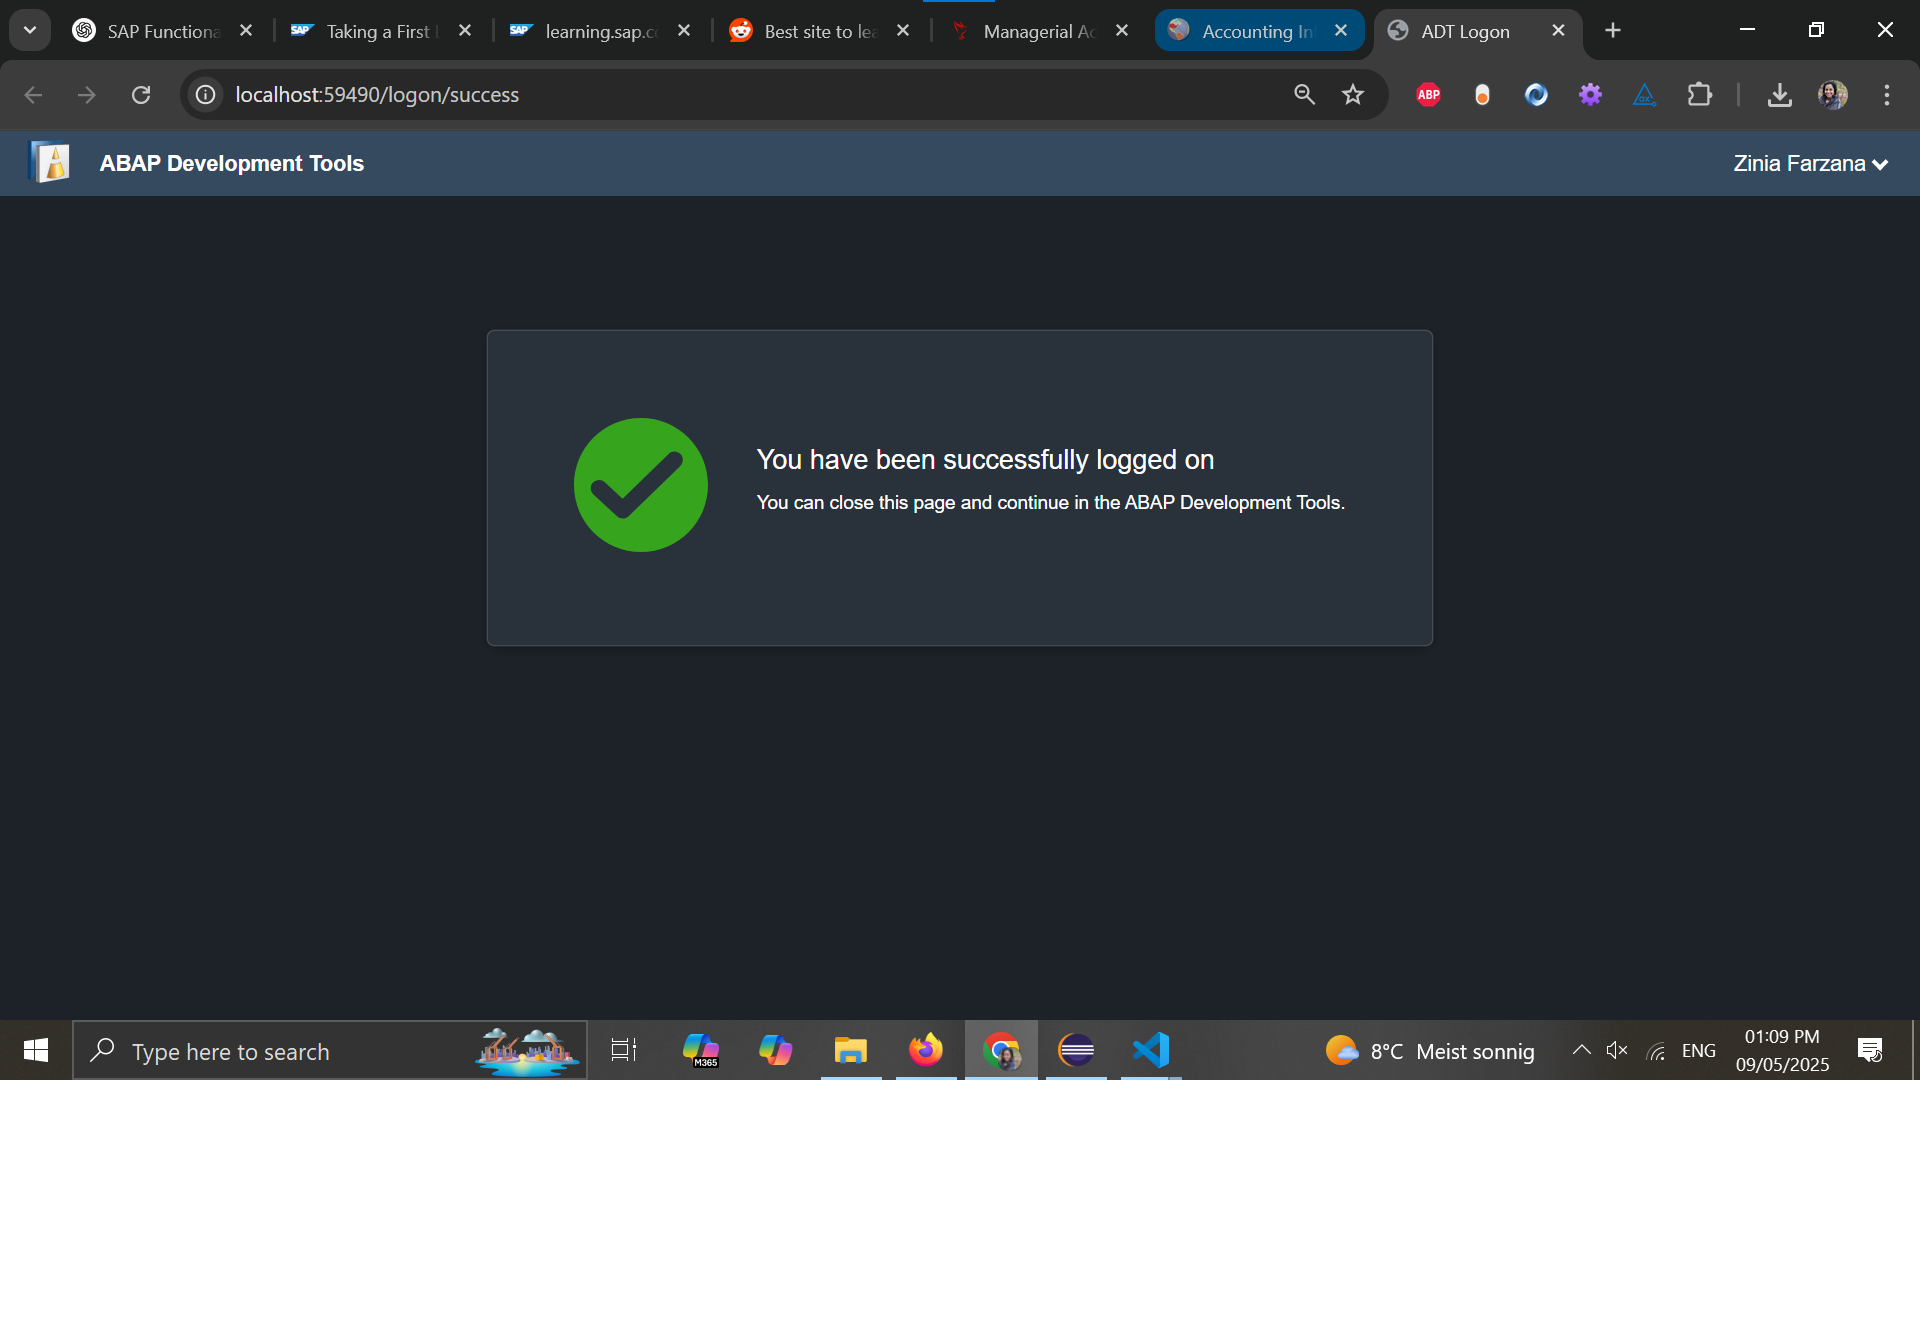 SAP Functiona
SAP Taking a First
SAP learning.sap.c
Best site to lea
Managerial Ac
Accounting In
ADT Logon
localhost:59490/logon/success
ABP
ABAP Development Tools
Zinia Farzana
You have been successfully logged on
You can close this page and continue in the ABAP Development Tools.
Type here to search
M365
8°C Meist sonnig
ENG
01:09 PM
09/05/2025